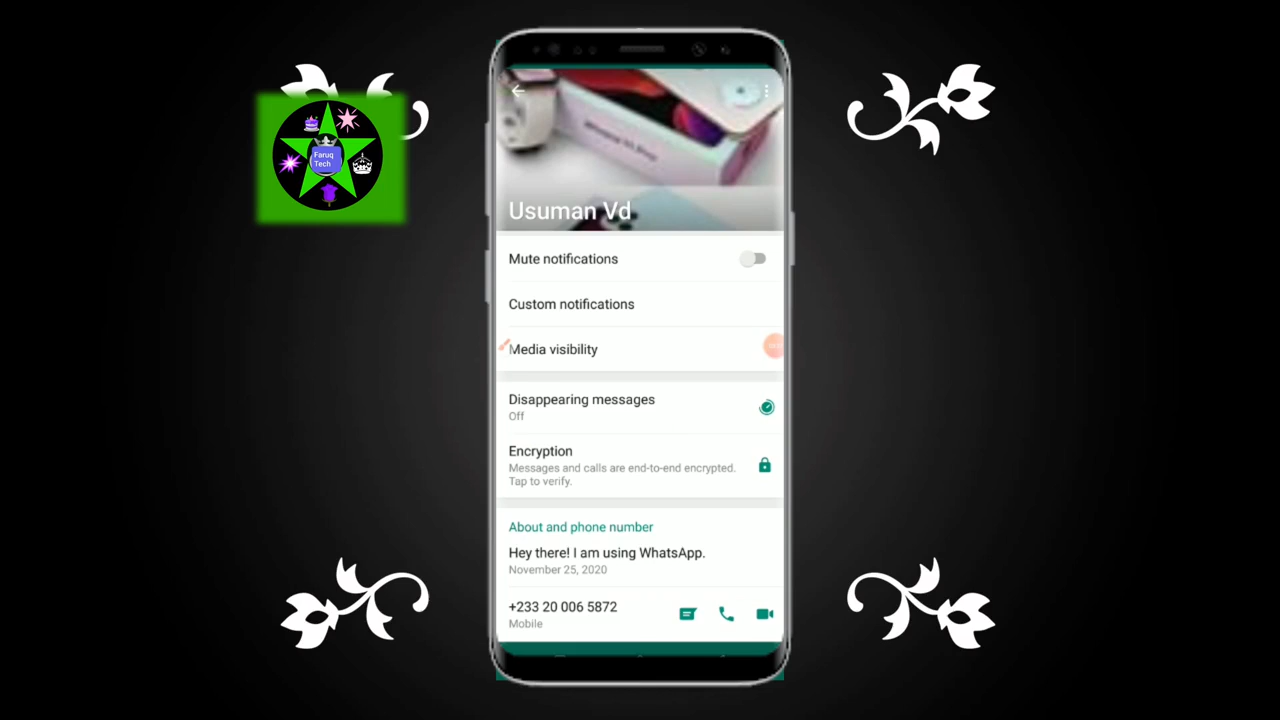 Faruq
Tech
Usuman Vd
Mute notifications
Custom notifications
Media visibility
Disappearing messages
Off
Encryption
Messages and calls are end-to-end encrypted.
Tap to verify.
About and phone number
Hey there! I am using WhatsApp.
November 25, 2020
+233 20 006 5872
Mobile